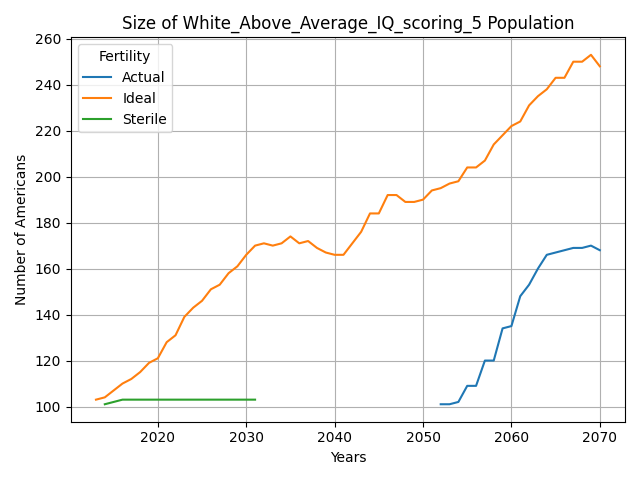 Size of White_Above_Average_IQ_scoring_5 Population
260
240
220
200
180
160
140
120
100
Number of Americans
Fertility
Actual
Ideal
Sterile
2020
2030
2040
2050
2060
2070
Years